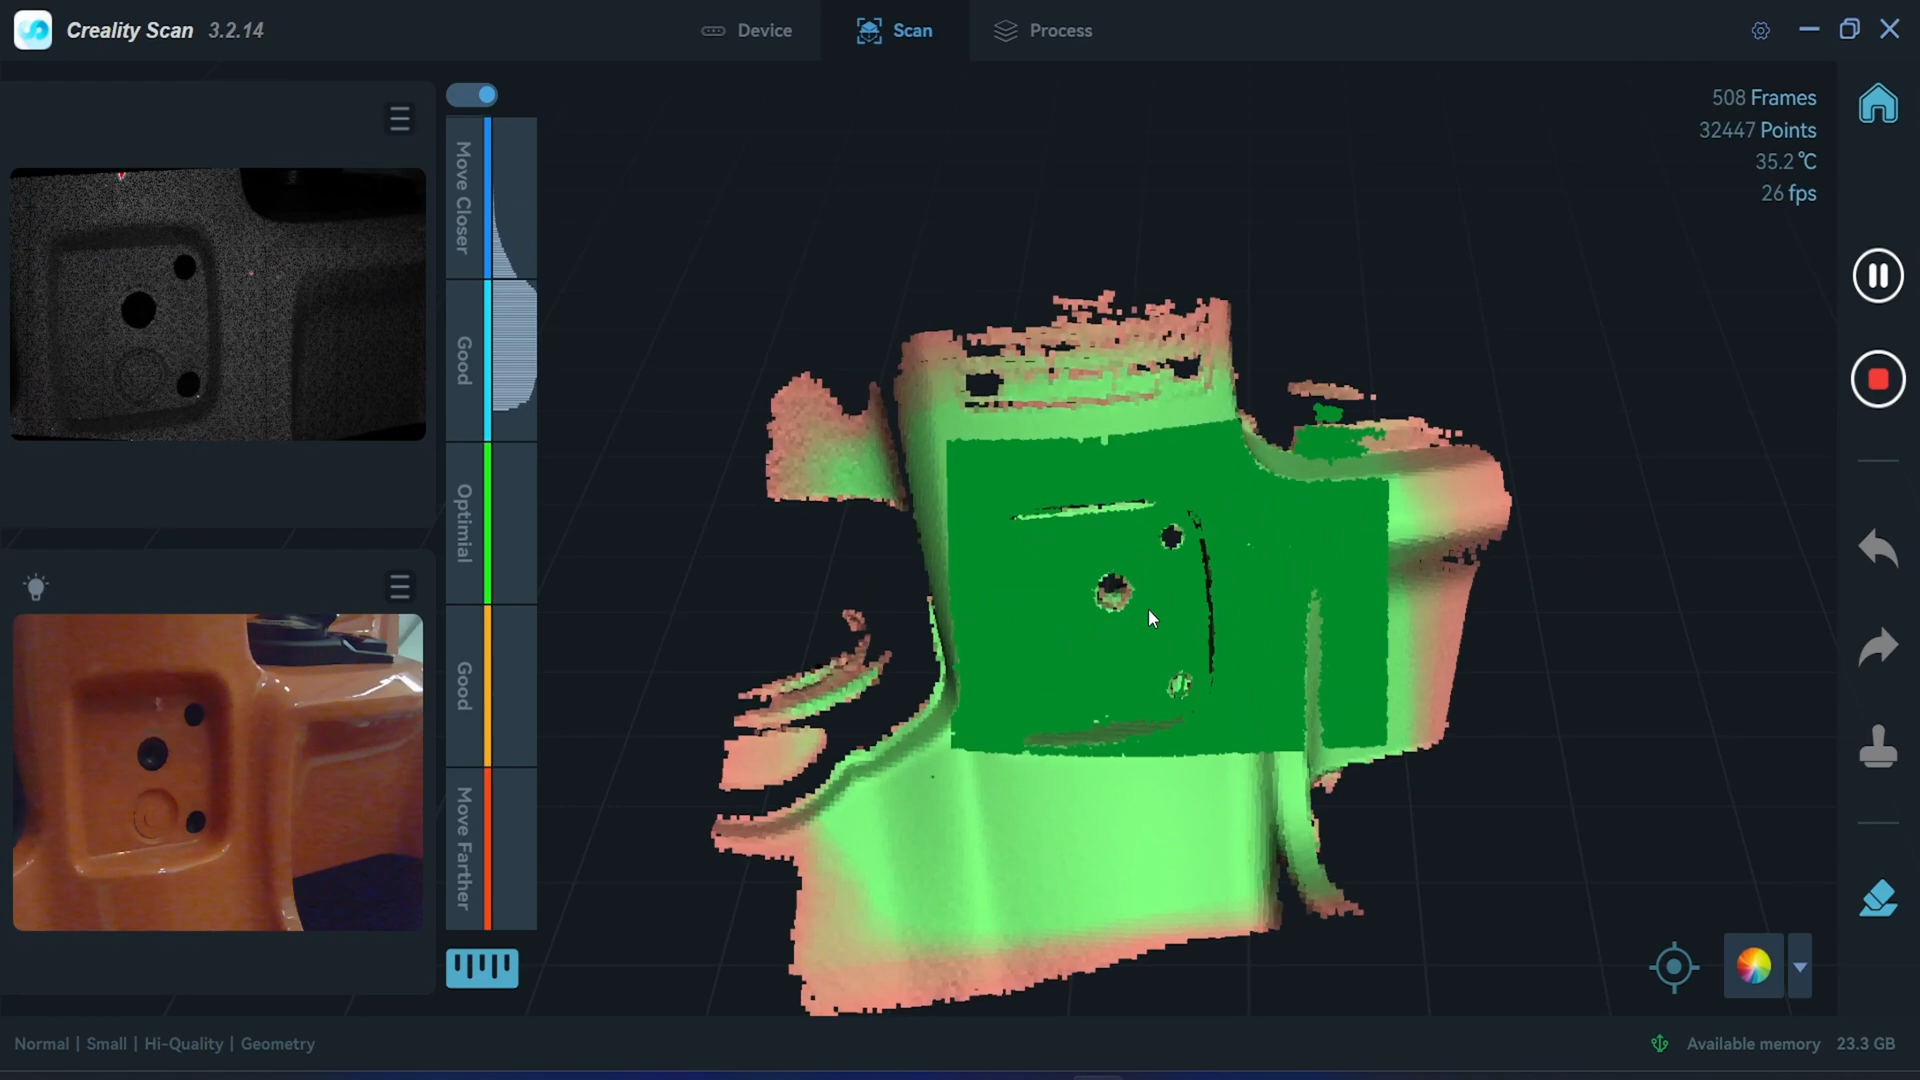 Creality Scan 3.2.14
Device
Scan
Process
508 Frames
32447 Points
35.2 ℃
26 fps
Move Closer
Good
Optimial
Good
Move Farther
Normal | Small | Hi-Quality | Geometry
Available memory 23.3 GB